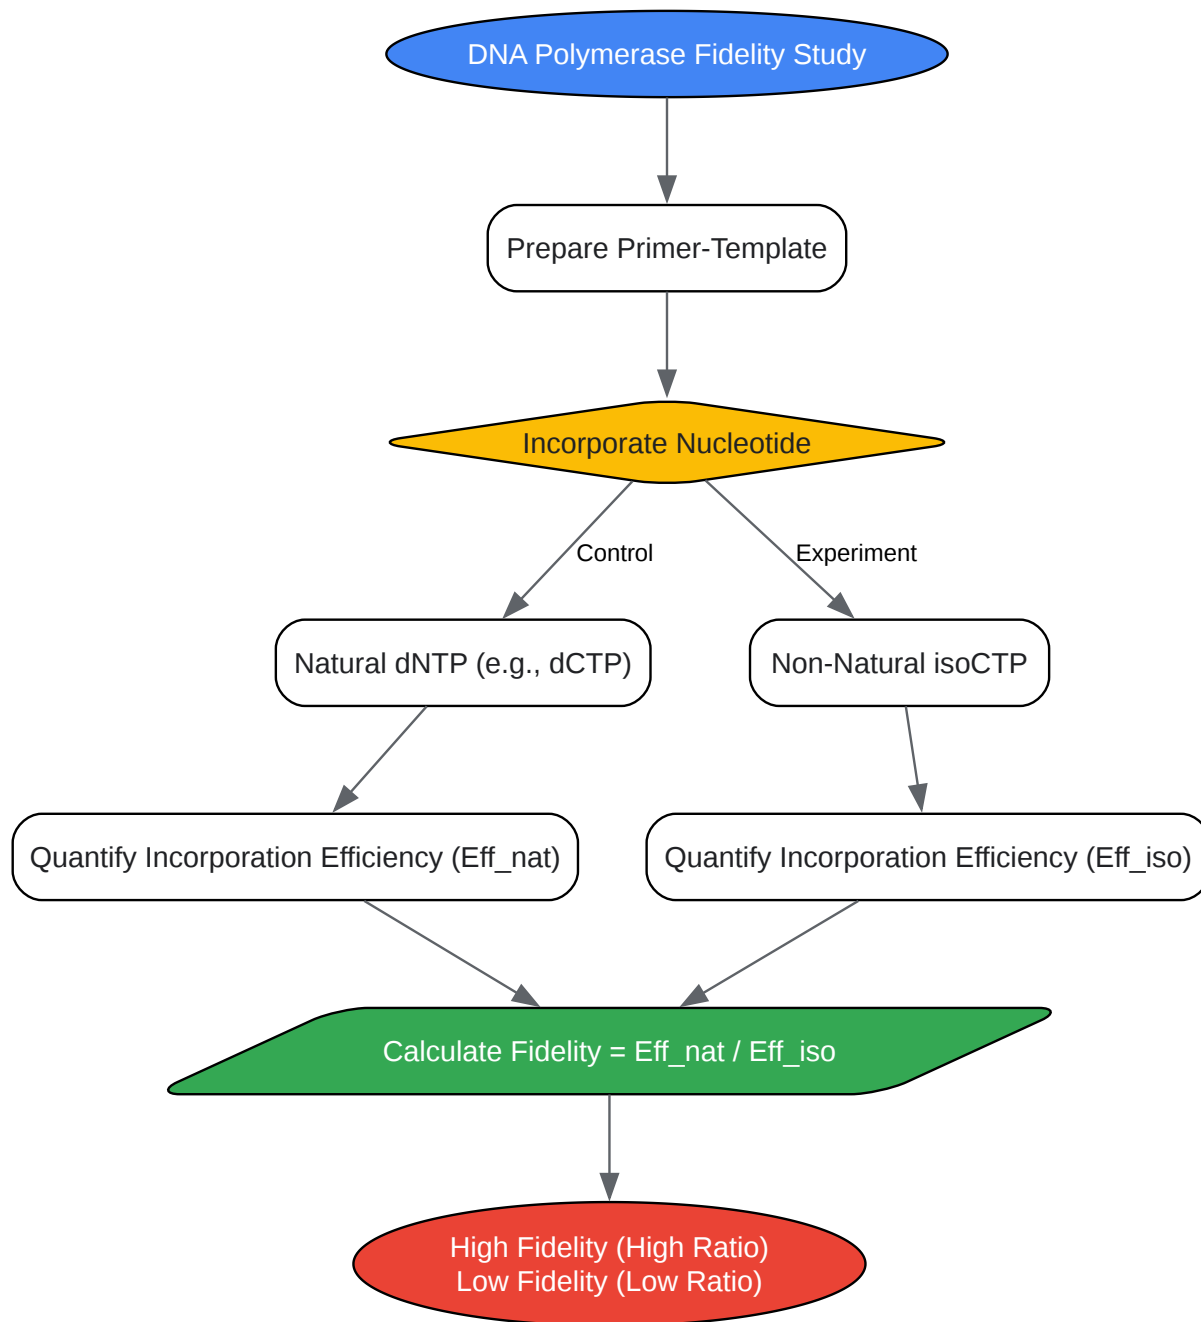 DNA Polymerase Fidelity Study
Prepare Primer-Template
Incorporate Nucleotide
Control
Experiment
Natural dNTP (e.g., dCTP)
Non-Natural isoCTP
Quantify Incorporation Efficiency (Eff_nat)
Quantify Incorporation Efficiency (Eff_iso)
Calculate Fidelity = Eff_nat / Eff_iso
High Fidelity (High Ratio)
Low Fidelity (Low Ratio)